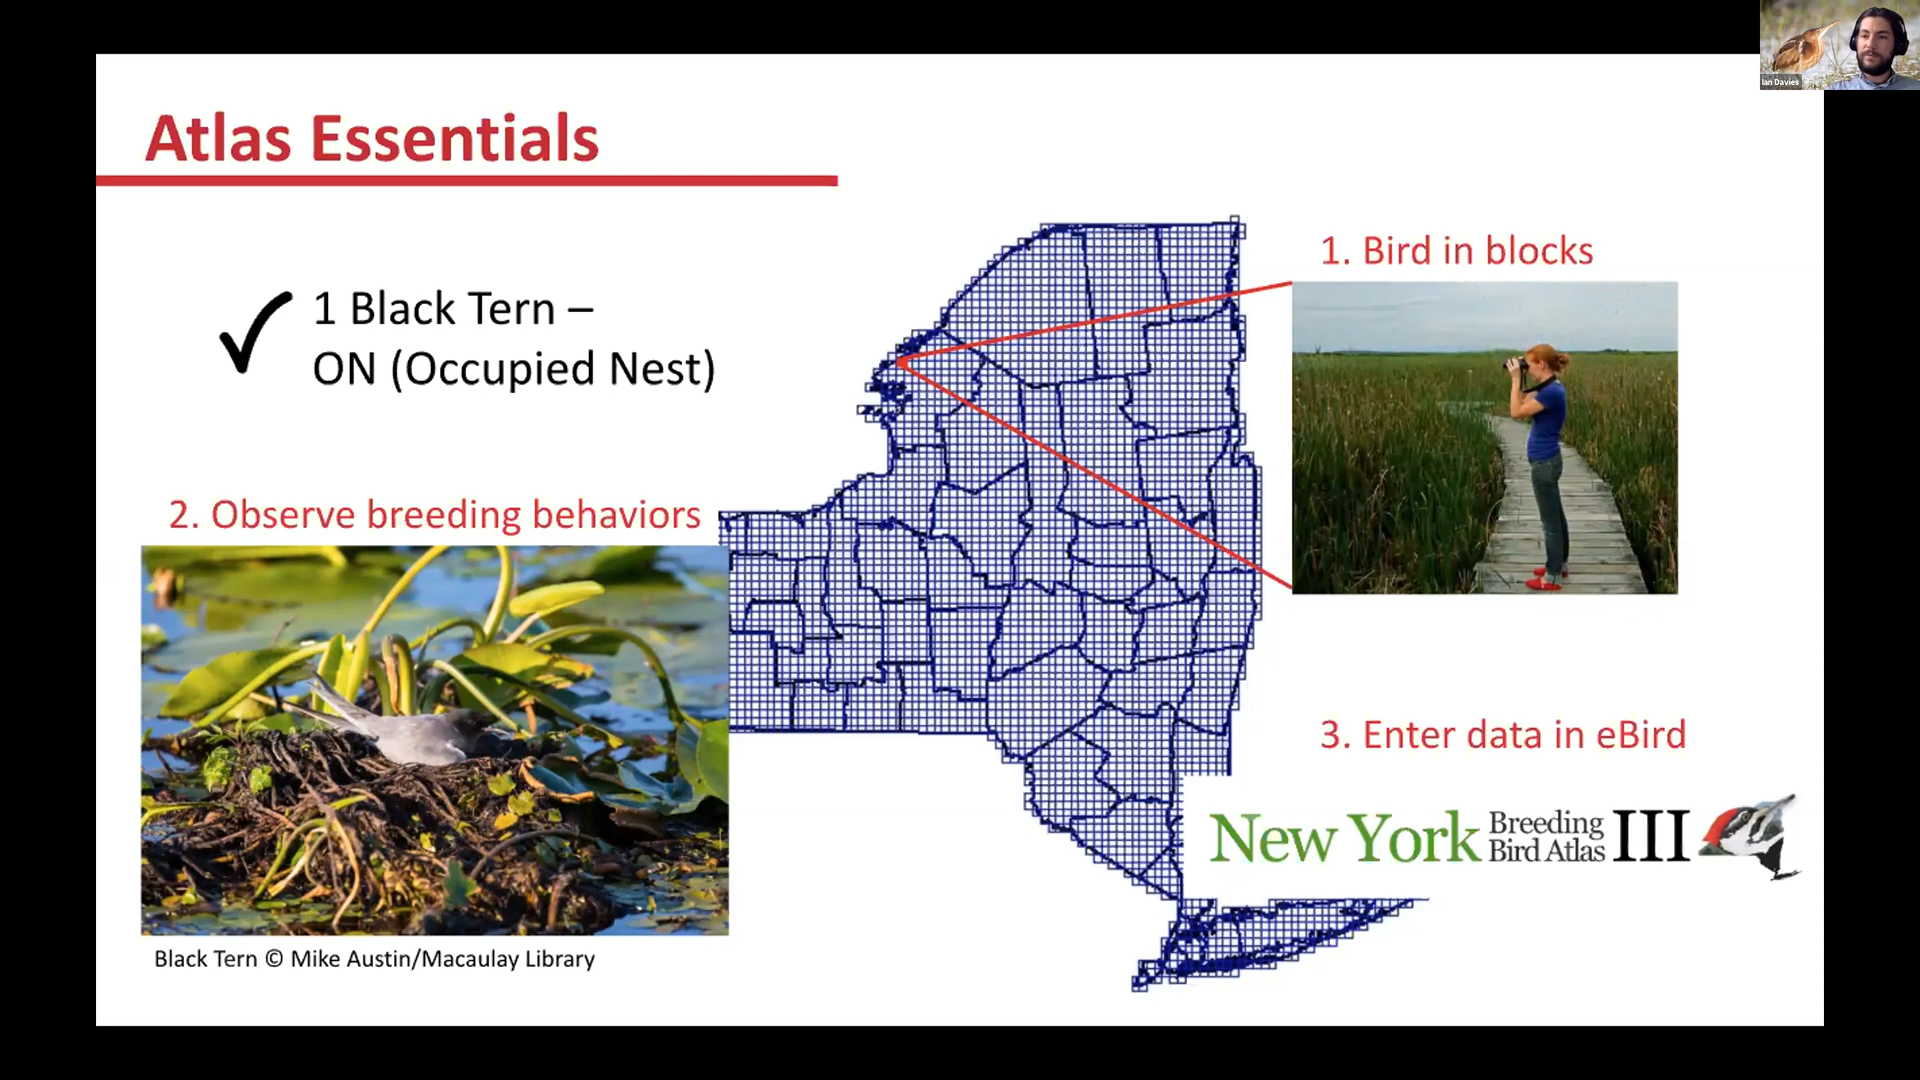 Ian Davies
Atlas Essentials
1 Black Tern –
ON (Occupied Nest)
1. Bird in blocks
2. Observe breeding behaviors
Black Tern © Mike Austin/Macaulay Library
3. Enter data in eBird
New York Breeding Bird Atlas III